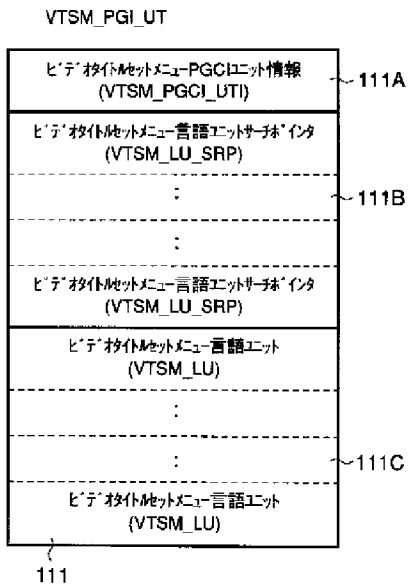 VTSM_PGI_UT
ﾋﾞﾃﾞｵﾀｲﾄﾙｾｯﾄﾒﾆｭｰPGCIﾕﾆｯﾄ情報
(VTSM_PGCI_UTI)
111A
ﾋﾞﾃﾞｵﾀｲﾄﾙｾｯﾄﾒﾆｭｰ言語ﾕﾆｯﾄｻｰﾁﾎﾟｲﾝﾀ
(VTSM_LU_SRP)
:
111B
:
ﾋﾞﾃﾞｵﾀｲﾄﾙｾｯﾄﾒﾆｭｰ言語ﾕﾆｯﾄｻｰﾁﾎﾟｲﾝﾀ
(VTSM_LU_SRP)
ﾋﾞﾃﾞｵﾀｲﾄﾙｾｯﾄﾒﾆｭｰ言語ﾕﾆｯﾄ
(VTSM_LU)
:
:
111C
ﾋﾞﾃﾞｵﾀｲﾄﾙｾｯﾄﾒﾆｭｰ言語ﾕﾆｯﾄ
(VTSM_LU)
111